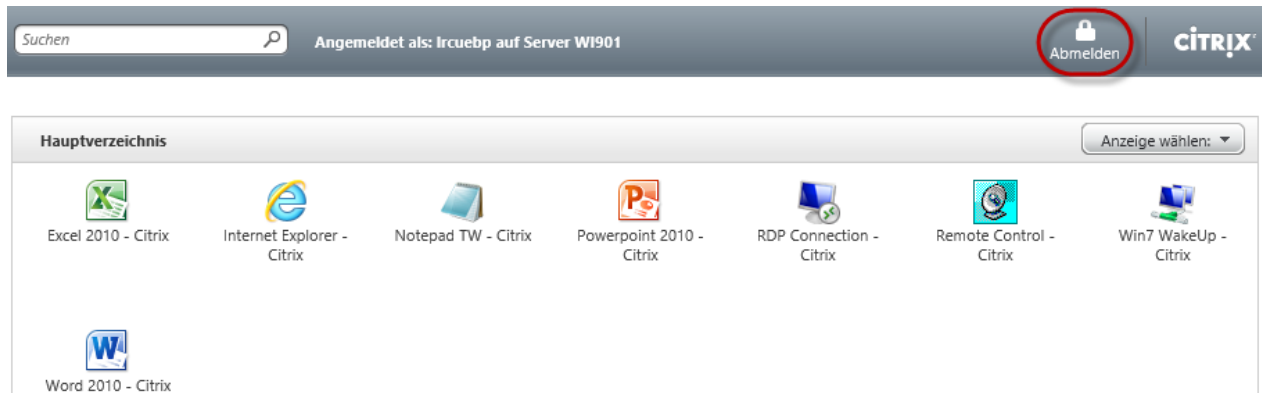 Suchen
Angemeldet als: Ircuebp auf Server WI901
Abmelden
CITRIX
Hauptverzeichnis
Anzeige wählen:
Excel 2010 - Citrix
Internet Explorer -
Citrix
Notepad TW - Citrix
Powerpoint 2010 -
Citrix
RDP Connection -
Citrix
Remote Control -
Citrix
Win7 WakeUp -
Citrix
Word 2010 - Citrix